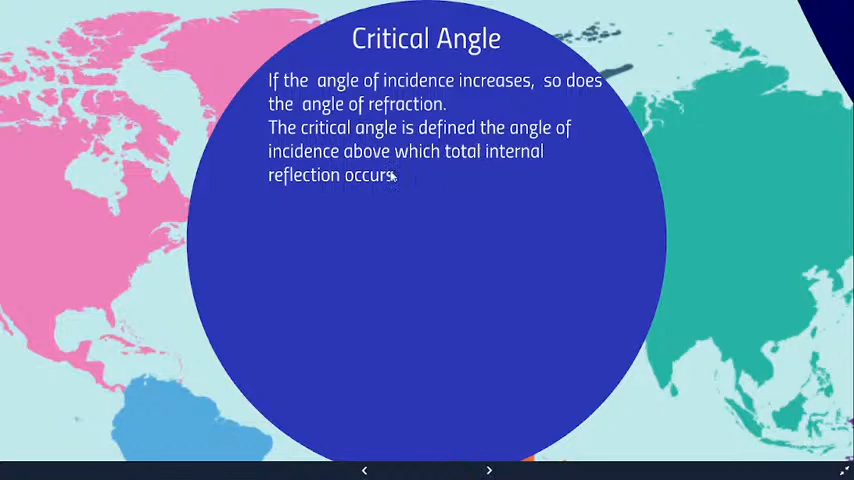 Critical Angle
If the angle of incidence increases, so does
the angle of refraction.
The critical angle is defined the angle of
incidence above which total internal
reflection occurs.